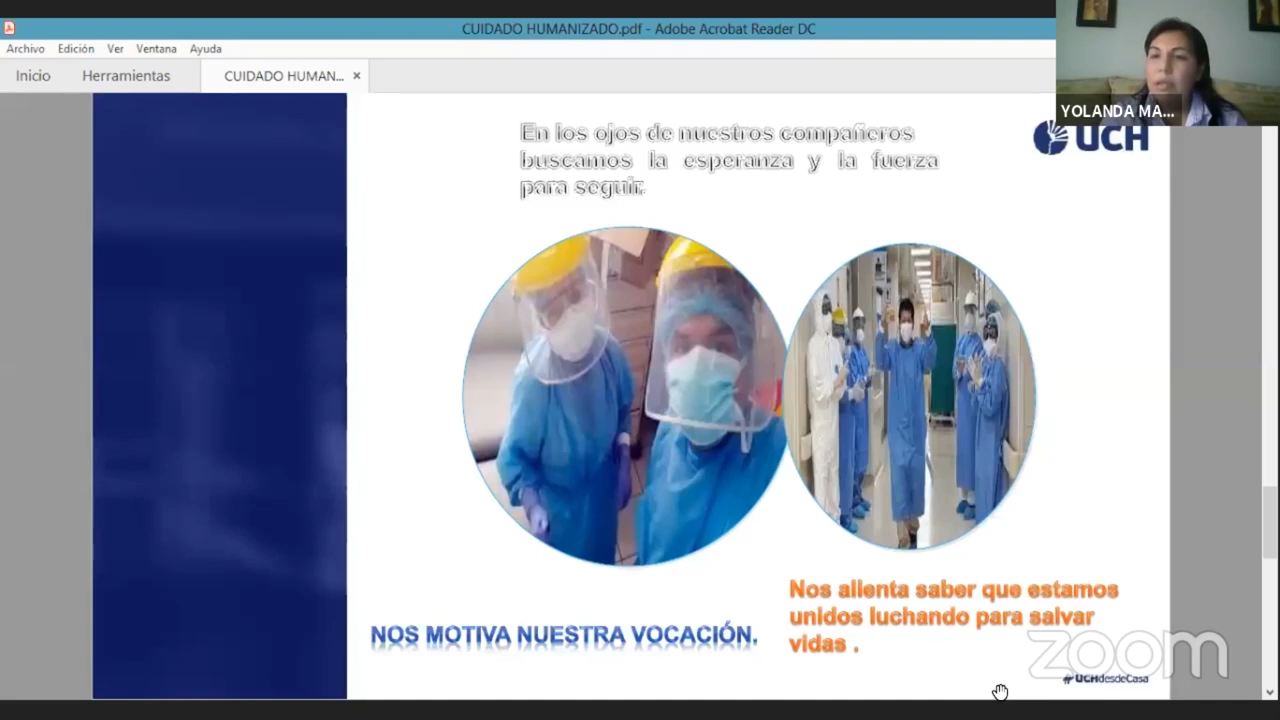 CUIDADO HUMANIZADO.pdf - Adobe Acrobat Reader DC
Archivo Edición Ver Ventana Ayuda
Inicio Herramientas CUIDADO HUMAN... ×
YOLANDA MA...
UCH
En los ojos de nuestros compañeros
buscamos la esperanza y la fuerza
para seguir.
NOS MOTIVA NUESTRA VOCACIÓN.
Nos alienta saber que estamos
unidos luchando para salvar
vidas .
zoom
#UCHdesdeCasa